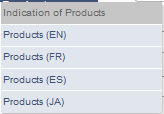 Indication of Products
Products (EN)
Products (FR)
Products (ES)
Products (JA)